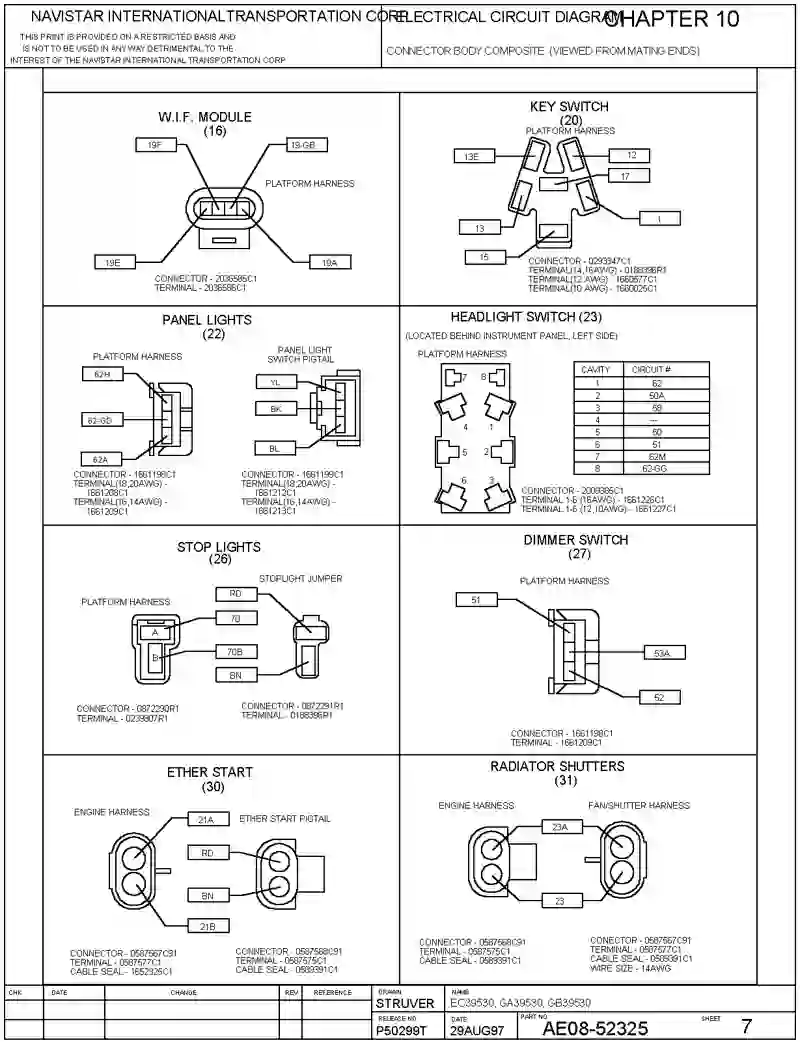 NAVISTAR INTERNATIONAL TRANSPORTATION CORP.
THIS PRINT IS PROVIDED ON A RESTRICTED BASIS AND
IS NOT TO BE USED IN ANY WAY DETRIMENTAL TO THE
INTEREST OF THE NAVISTAR INTERNATIONAL TRANSPORTATION CORP
ELECTRICAL CIRCUIT DIAGRAM
CHAPTER 10
CONNECTOR BODY COMPOSITE (VIEWED FROM MATING ENDS)
W.I.F. MODULE
(16)
19F
19-GB
PLATFORM HARNESS
19E
19A
CONNECTOR - 2036585C1
TERMINAL - 2036586C1
KEY SWITCH
(20)
PLATFORM HARNESS
13E
12
17
13
1
15
CONNECTOR - 0293947C1
TERMINAL(14,16AWG) - 0188396R1
TERMINAL(12 AWG) - 1660577C1
TERMINAL(10 AWG) - 1680025C1
PANEL LIGHTS
(22)
PLATFORM HARNESS
62H
62-GD
62A
CONNECTOR - 1661198C1
TERMINAL(18,20AWG) -
1661208C1
TERMINAL(16,14AWG) -
1661209C1
PANEL LIGHT
SWITCH PIGTAIL
YL
BK
BL
CONNECTOR - 1661199C1
TERMINAL(18,20AWG) -
1661212C1
TERMINAL(16,14AWG) -
1661213C1
HEADLIGHT SWITCH (23)
(LOCATED BEHIND INSTRUMENT PANEL, LEFT SIDE)
PLATFORM HARNESS
7 8
4 1
5 2
6 3
CAVITY CIRCUIT #
1 62
2 50A
3 59
4 ---
5 50
6 51
7 62M
8 62-GG
CONNECTOR - 2009385C1
TERMINAL 1-6 (16AWG) - 1661226C1
TERMINAL 1-6 (12,10AWG) - 1661227C1
STOP LIGHTS
(26)
PLATFORM HARNESS
A
B
STOPLIGHT JUMPER
RD
70
70B
BN
CONNECTOR - 0872290R1
TERMINAL - 0239807R1
CONNECTOR - 0872291R1
TERMINAL - 0188396R1
DIMMER SWITCH
(27)
PLATFORM HARNESS
51
53A
52
CONNECTOR - 1661198C1
TERMINAL - 1661209C1
ETHER START
(30)
ENGINE HARNESS
21A
ETHER START PIGTAIL
RD
BN
21B
CONNECTOR - 0587567C91
TERMINAL - 0587577C1
CABLE SEAL - 1652325C1
CONNECTOR - 0587568C91
TERMINAL - 0587575C1
CABLE SEAL - 0589391C1
RADIATOR SHUTTERS
(31)
ENGINE HARNESS
FAN/SHUTTER HARNESS
23A
23
CONNECTOR - 0587568C91
TERMINAL - 0587575C1
CABLE SEAL - 0589391C1
CONNECTOR - 0587567C91
TERMINAL - 0587577C1
CABLE SEAL - 0589391C1
WIRE SIZE - 14AWG
CHK DATE CHANGE REV REFERENCE
DRAWN
STRUVER
NAME
EC39530, GA39530, GB39530
RELEASE NO
P50299T
DATE
29AUG97
PART NO
AE08-52325
SHEET
7